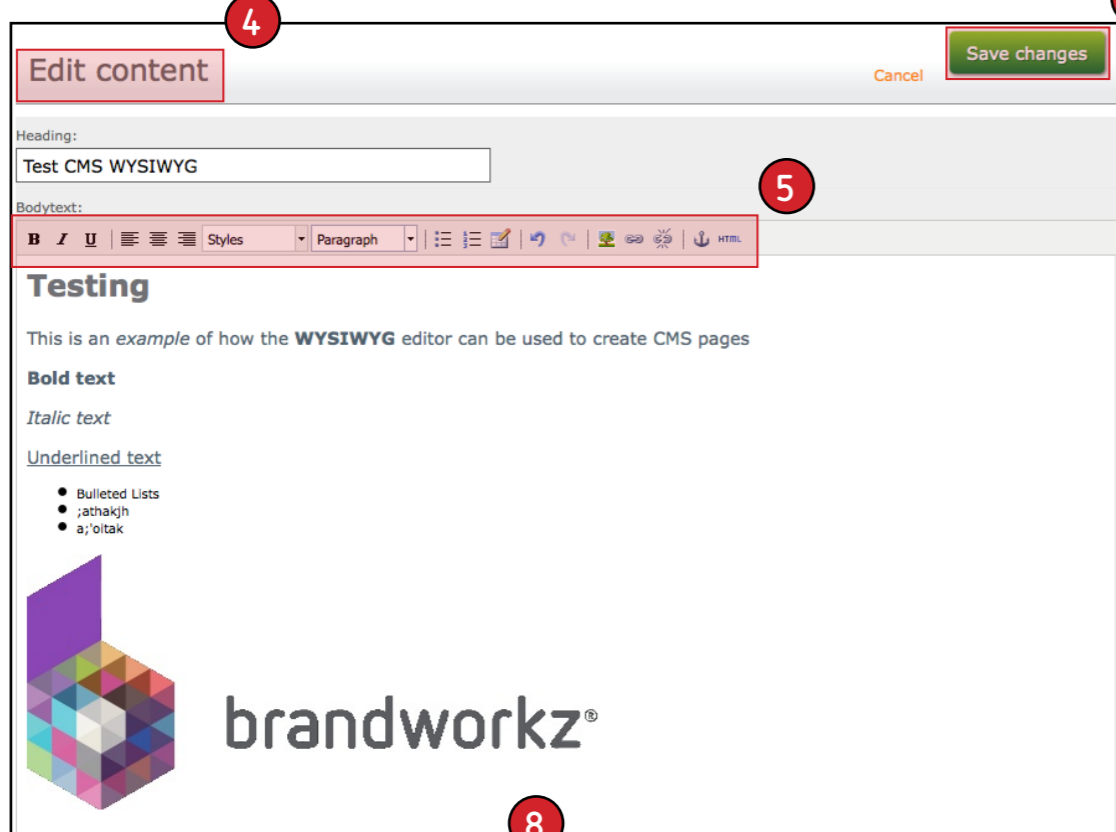 4
Edit content
Cancel
Save changes
Heading:
Test CMS WYSIWYG
5
Bodytext:
B I U Styles Paragraph HTML
Testing
This is an example of how the WYSIWYG editor can be used to create CMS pages
Bold text
Italic text
Underlined text
• Bulleted Lists
• ;athakjh
• a;'oitak
brandworkz®
8